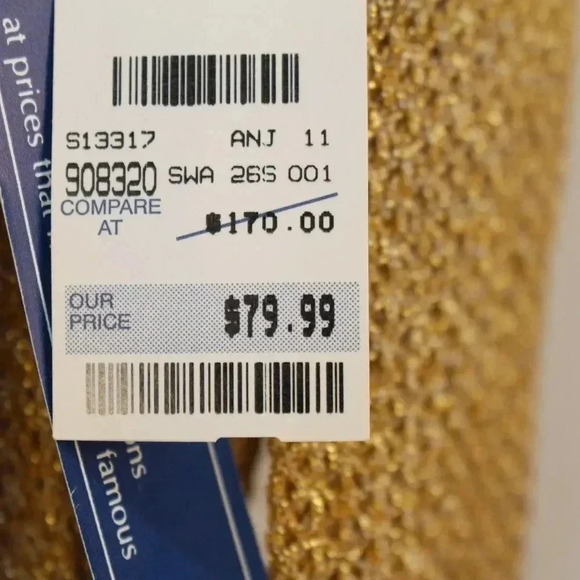 at prices that
S13317 ANJ 11
908320 SWA 26S 001
COMPARE AT $170.00
OUR PRICE $79.99
ons
famous